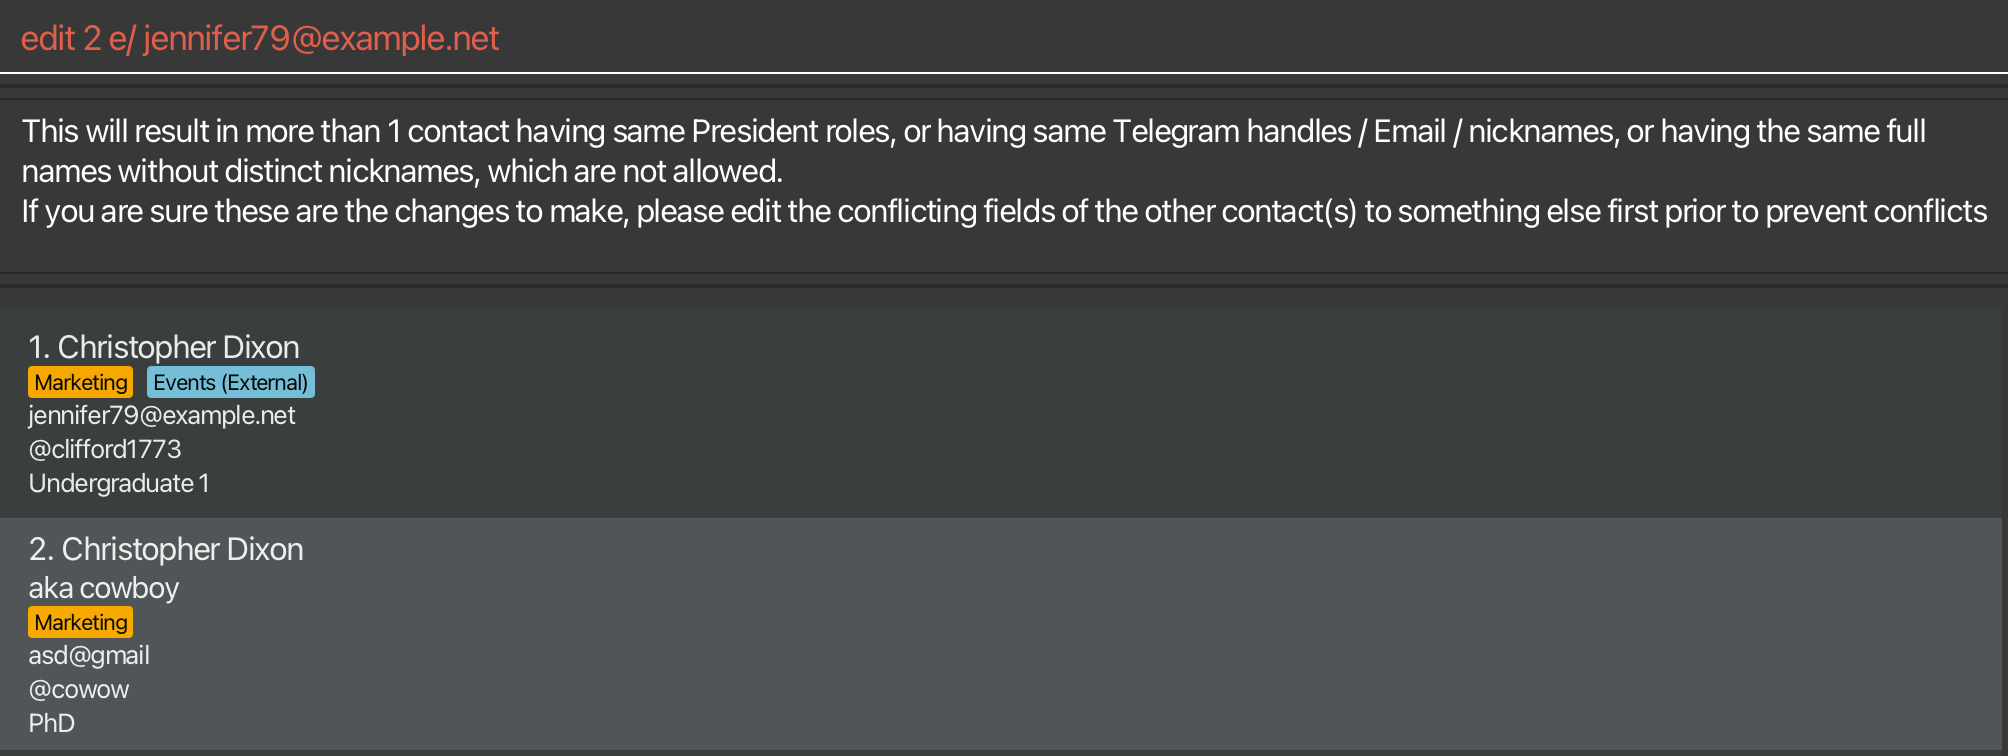 edit 2 e/ jennifer79@example.net
This will result in more than 1 contact having same President roles, or having same Telegram handles / Email / nicknames, or having the same full
names without distinct nicknames, which are not allowed.
If you are sure these are the changes to make, please edit the conflicting fields of the other contact(s) to something else first prior to prevent conflicts
1. Christopher Dixon
Marketing Events (External)
jennifer79@example.net
@clifford1773
Undergraduate 1
2. Christopher Dixon
aka cowboy
Marketing
asd@gmail
@cowow
PhD